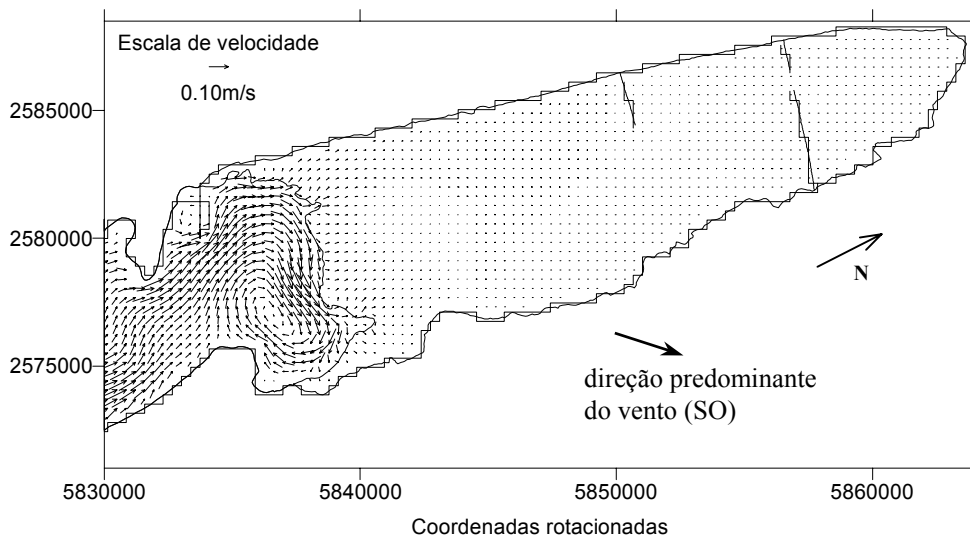 Escala de velocidade
0.10m/s
2585000
2580000
2575000
N
direção predominante
do vento (SO)
5830000 5840000 5850000 5860000
Coordenadas rotacionadas